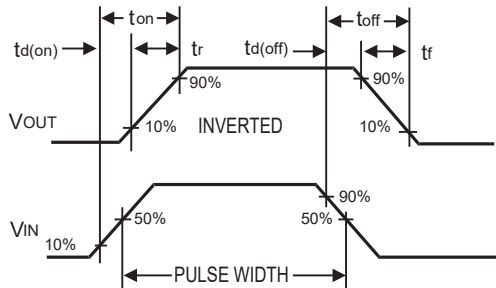 ton toff
td(on) tr td(off) tf
90% 90%
VOUT 10% INVERTED 10%
90%
VIN 50% 50%
10%
PULSE WIDTH